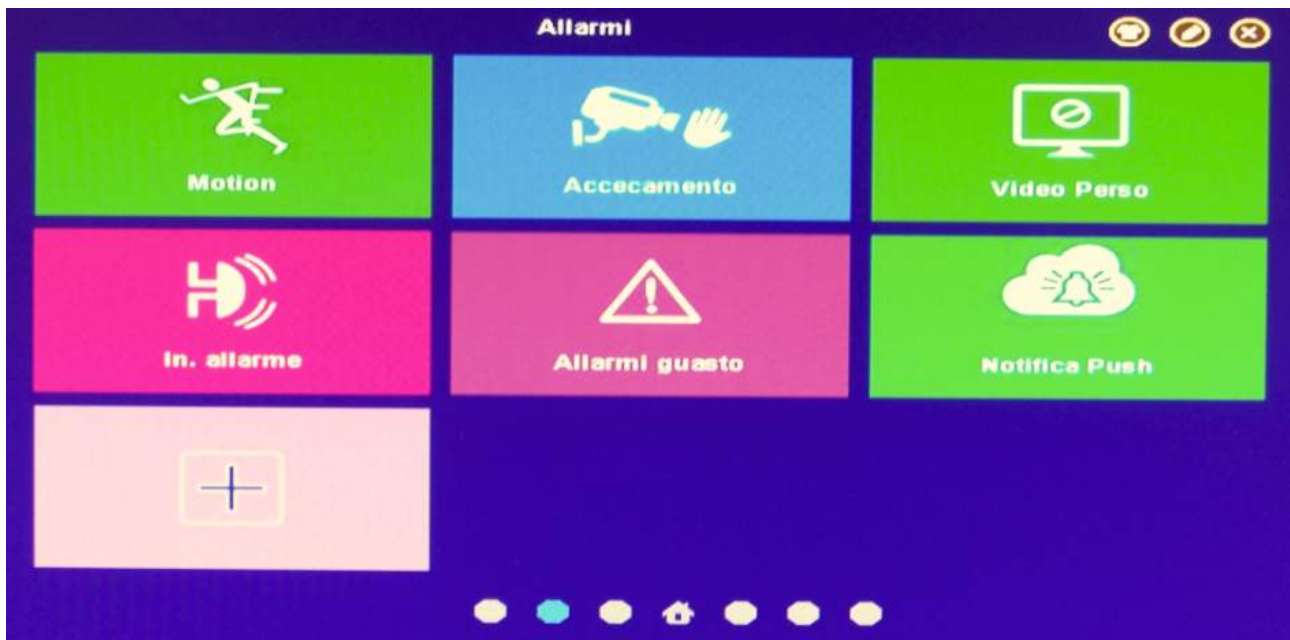 Allarmi
Motion
Accecamento
Video Perso
In. allarme
Allarmi guasto
Notifica Push